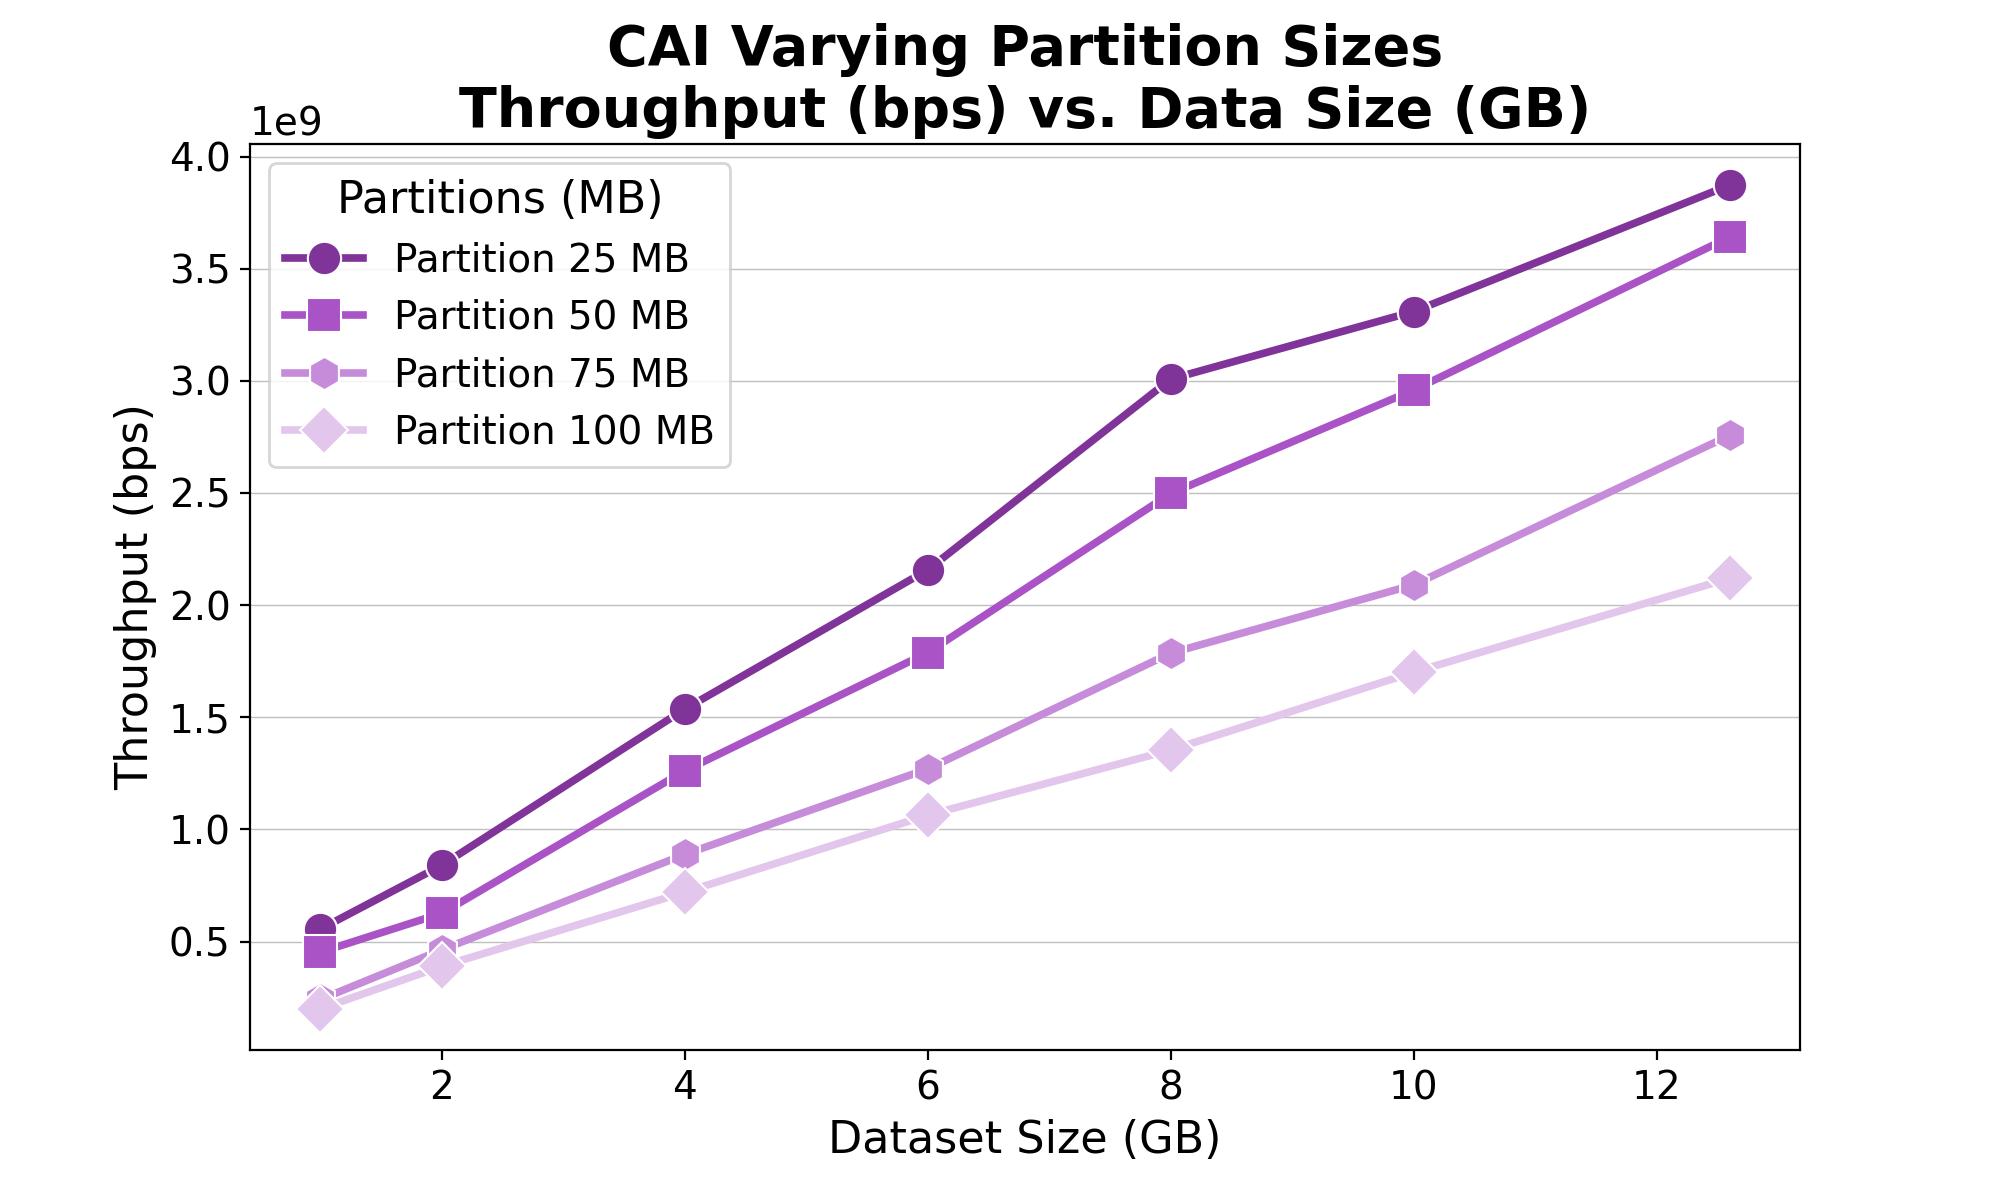 CAI Varying Partition Sizes
Throughput (bps) vs. Data Size (GB)
1e9
4.0
3.5
3.0
2.5
2.0
1.5
1.0
0.5
Throughput (bps)
Partitions (MB)
Partition 25 MB
Partition 50 MB
Partition 75 MB
Partition 100 MB
2 4 6 8 10 12
Dataset Size (GB)